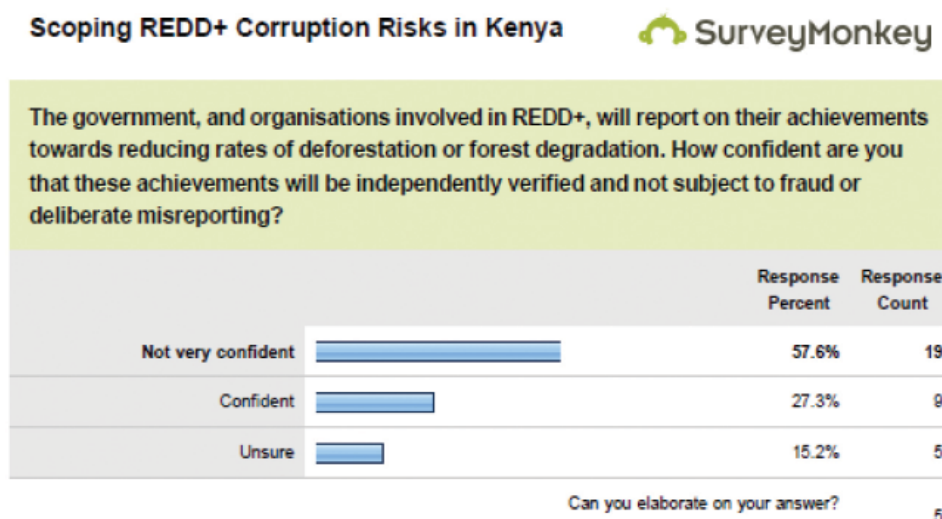 Scoping REDD+ Corruption Risks in Kenya
SurveyMonkey
The government, and organisations involved in REDD+, will report on their achievements
towards reducing rates of deforestation or forest degradation. How confident are you
that these achievements will be independently verified and not subject to fraud or
deliberate misreporting?
Response Percent
Response Count
Not very confident 57.6% 19
Confident 27.3% 9
Unsure 15.2% 5
Can you elaborate on your answer?
5